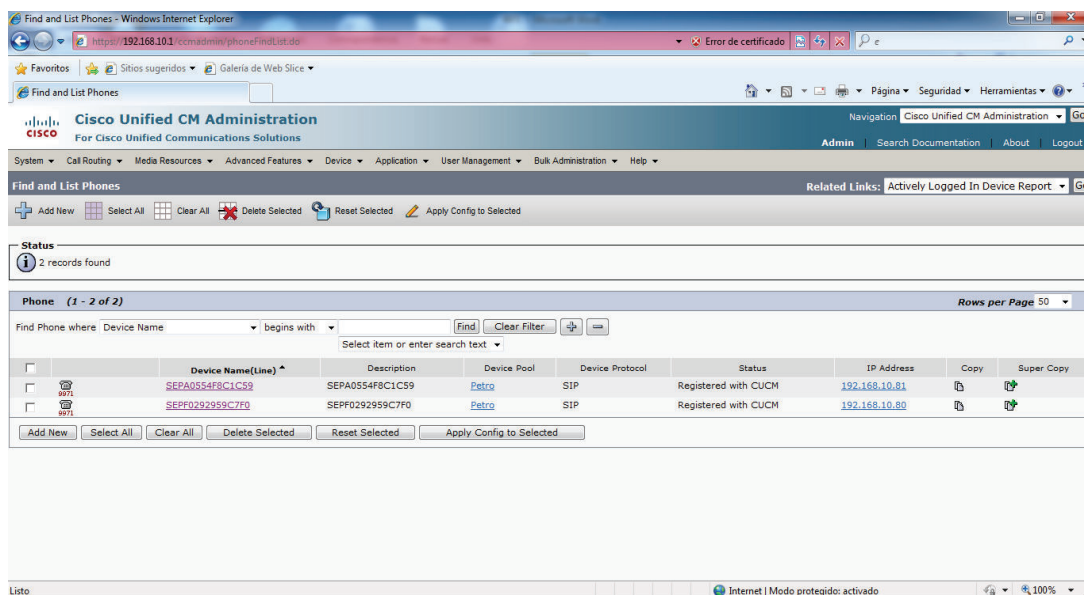 Find and List Phones - Windows Internet Explorer
https://192.168.10.1/ccmadmin/phoneFindList.do
Error de certificado
Favoritos Sitios sugeridos Galería de Web Slice
Find and List Phones
Página Seguridad Herramientas
CISCO
Cisco Unified CM Administration
For Cisco Unified Communications Solutions
Navigation Cisco Unified CM Administration Go
Admin Search Documentation About Logout
System Call Routing Media Resources Advanced Features Device Application User Management Bulk Administration Help
Find and List Phones Related Links: Actively Logged In Device Report
Add New Select All Clear All Delete Selected Reset Selected Apply Config to Selected
Status
2 records found
Phone (1 - 2 of 2) Rows per Page 50
Find Phone where Device Name begins with Find Clear Filter
Select item or enter search text
Device Name(Line) Description Device Pool Device Protocol Status IP Address Copy Super Copy
9971 SEPA0554F8C1C59 SEPA0554F8C1C59 Petro SIP Registered with CUCM 192.168.10.81
9971 SEPF0292959C7F0 SEPF0292959C7F0 Petro SIP Registered with CUCM 192.168.10.80
Add New Select All Clear All Delete Selected Reset Selected Apply Config to Selected
Listo Internet | Modo protegido: activado 100%